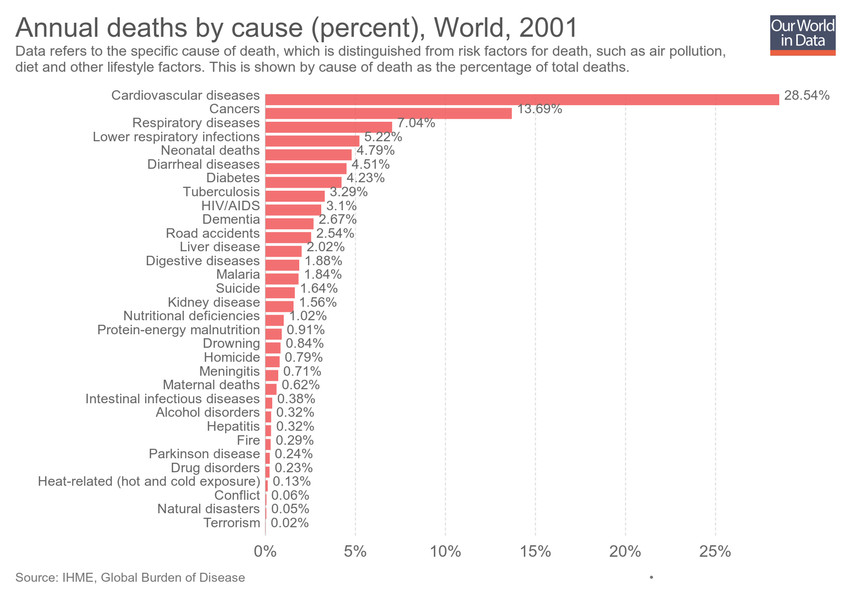 Annual deaths by cause (percent), World, 2001
Our World
in Data
Data refers to the specific cause of death, which is distinguished from risk factors for death, such as air pollution,
diet and other lifestyle factors. This is shown by cause of death as the percentage of total deaths.
Cardiovascular diseases 28.54%
Cancers 13.69%
Respiratory diseases 7.04%
Lower respiratory infections 5.22%
Neonatal deaths 4.79%
Diarrheal diseases 4.51%
Diabetes 4.23%
Tuberculosis 3.29%
HIV/AIDS 3.1%
Dementia 2.67%
Road accidents 2.54%
Liver disease 2.02%
Digestive diseases 1.88%
Malaria 1.84%
Suicide 1.64%
Kidney disease 1.56%
Nutritional deficiencies 1.02%
Protein-energy malnutrition 0.91%
Drowning 0.84%
Homicide 0.79%
Meningitis 0.71%
Maternal deaths 0.62%
Intestinal infectious diseases 0.38%
Alcohol disorders 0.32%
Hepatitis 0.32%
Fire 0.29%
Parkinson disease 0.24%
Drug disorders 0.23%
Heat-related (hot and cold exposure) 0.13%
Conflict 0.06%
Natural disasters 0.05%
Terrorism 0.02%
0% 5% 10% 15% 20% 25%
Source: IHME, Global Burden of Disease